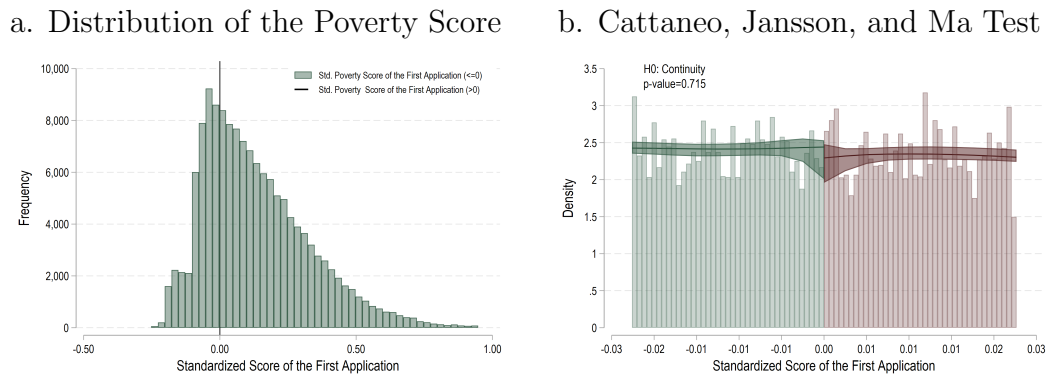 a. Distribution of the Poverty Score
10,000
8,000
6,000
4,000
2,000
0
Frequency
Std. Poverty Score of the First Application (<=0)
Std. Poverty Score of the First Application (>0)
-0.50
0.00
0.50
1.00
Standardized Score of the First Application
b. Cattaneo, Jansson, and Ma Test
3.5
3
2.5
2
1.5
1
.5
0
Density
H0: Continuity
p-value=0.715
-0.03
-0.02
-0.01
-0.01
-0.01
0.00
0.01
0.01
0.01
0.02
0.03
Standardized Score of the First Application